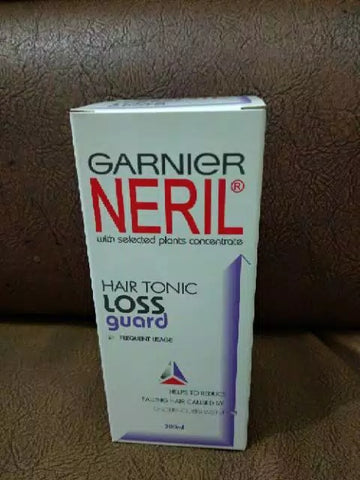 GARNIER
NERIL®
with selected plants concentrate
HAIR TONIC
LOSS
guard
FREQUENT USAGE
HELPS TO REDUCE
FALLING HAIR CAUSED BY
200ml